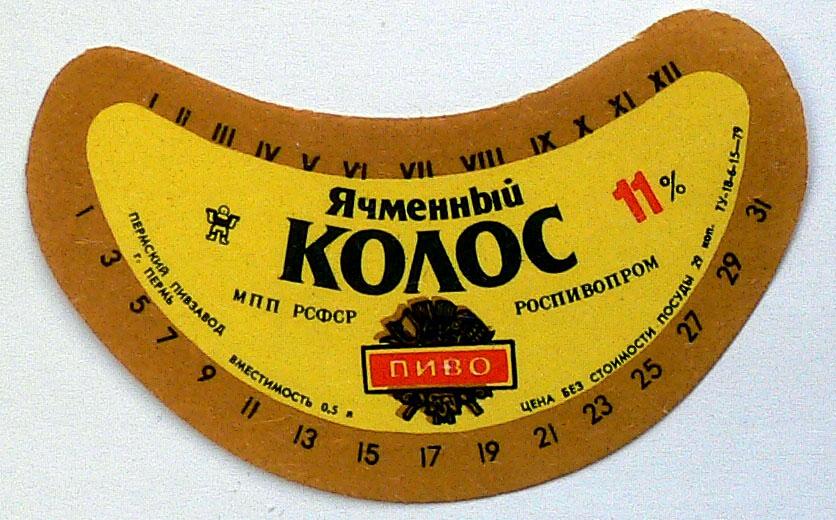 I II III IV V VI VII VIII IX X XI XII
Ячменный
КОЛОС
11%
МПП РСФСР
РОСПИВОПРОМ
ПИВО
ПЕРМСКИЙ ПИВЗАВОД
г. ПЕРМЬ
ВМЕСТИМОСТЬ 0,5 л
ЦЕНА БЕЗ СТОИМОСТИ ПОСУДЫ 29 коп. ТУ-18-6-15-79
1 3 5 7 9 11 13 15 17 19 21 23 25 27 29 31